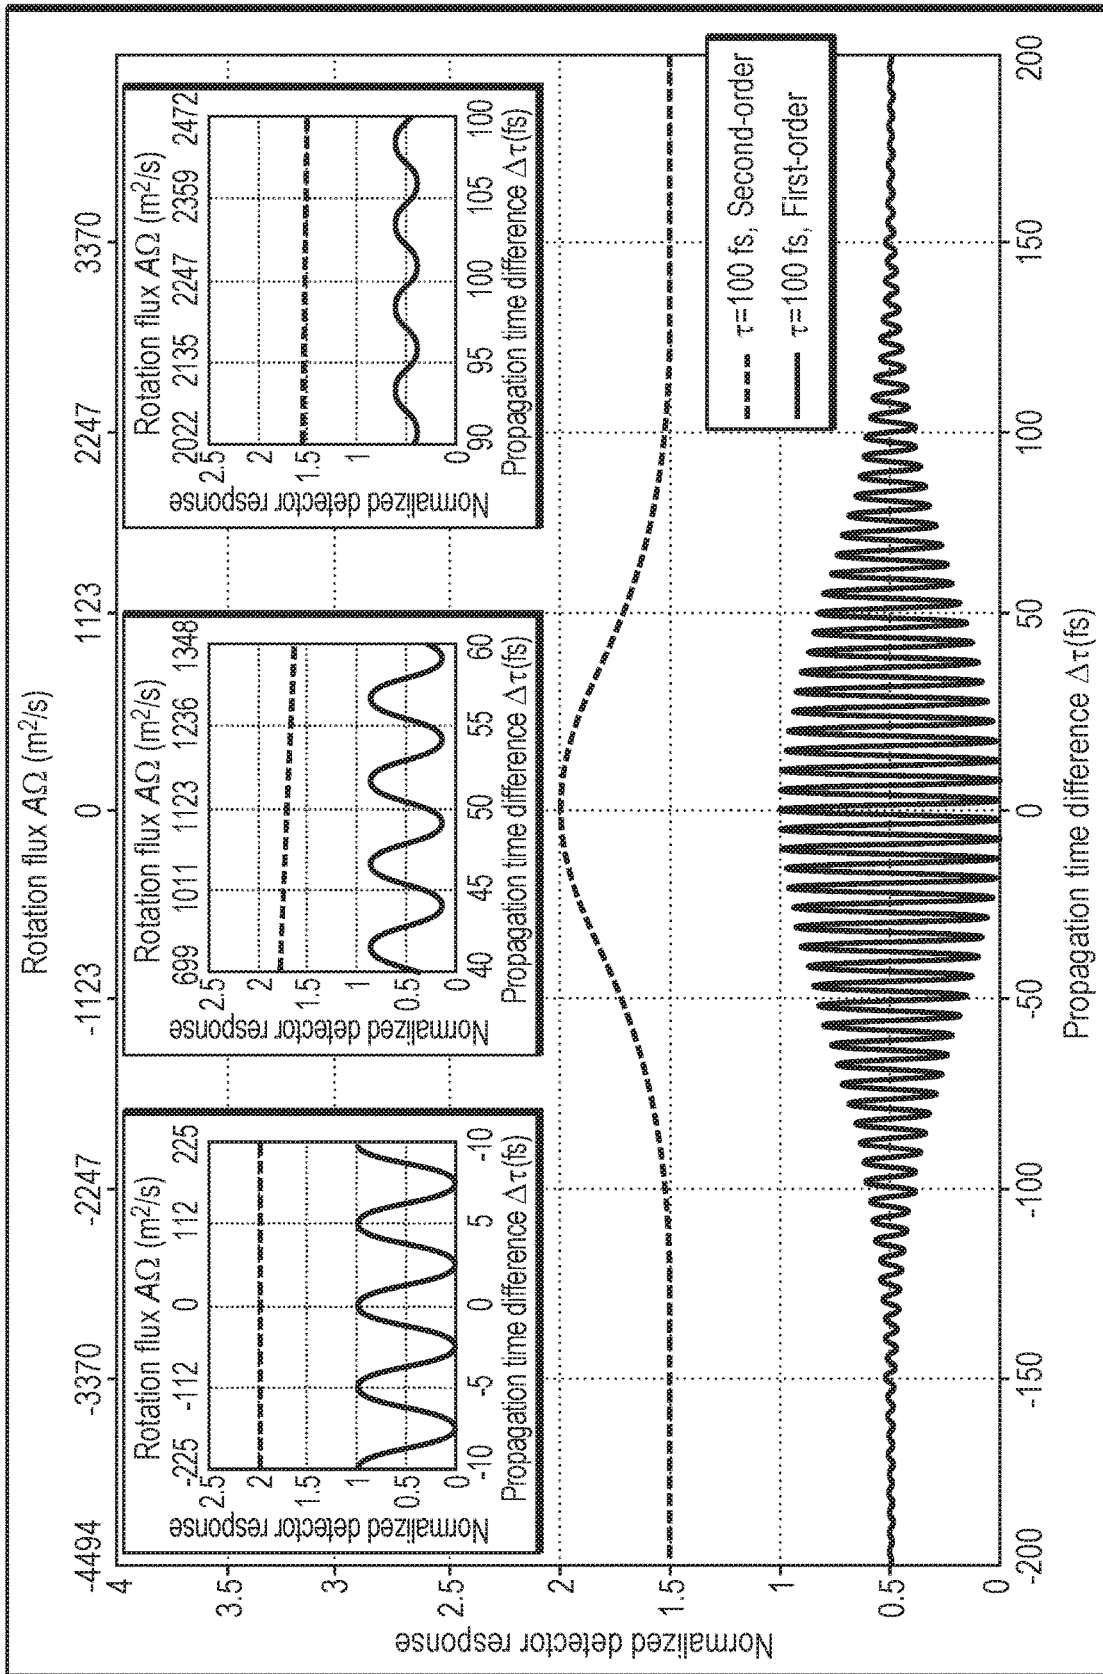 Rotation flux AΩ (m²/s)
-4494 -3370 -2247 -1123 0 1123 2247 3370
Normalized detector response
4
3.5
3
2.5
2
1.5
1
0.5
0
Rotation flux AΩ (m²/s)
-225 -112 0 112 225
Normalized detector response
2.5
2
1.5
1
0.5
0
-10 -5 0 5 -10
Propagation time difference Δτ(fs)
Rotation flux AΩ (m²/s)
699 1011 1123 1236 1348
Normalized detector response
2.5
2
1.5
1
0.5
0
40 45 50 55 60
Propagation time difference Δτ(fs)
Rotation flux AΩ (m²/s)
2022 2135 2247 2359 2472
Normalized detector response
2.5
2
1.5
1
0
90 95 100 105 100
Propagation time difference Δτ(fs)
τ=100 fs, Second-order
τ=100 fs, First-order
-200 -150 -100 -50 0 50 100 150 200
Propagation time difference Δτ(fs)